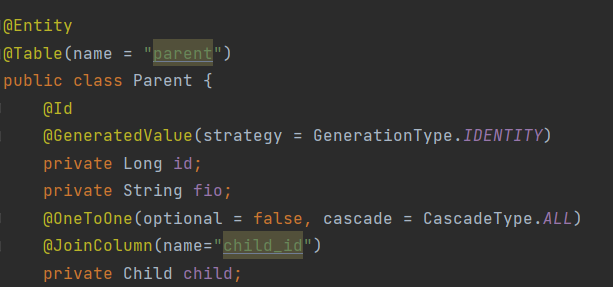 @Entity
@Table(name = "parent")
public class Parent {
@Id
@GeneratedValue(strategy = GenerationType.IDENTITY)
private Long id;
private String fio;
@OneToOne(optional = false, cascade = CascadeType.ALL)
@JoinColumn(name="child_id")
private Child child;